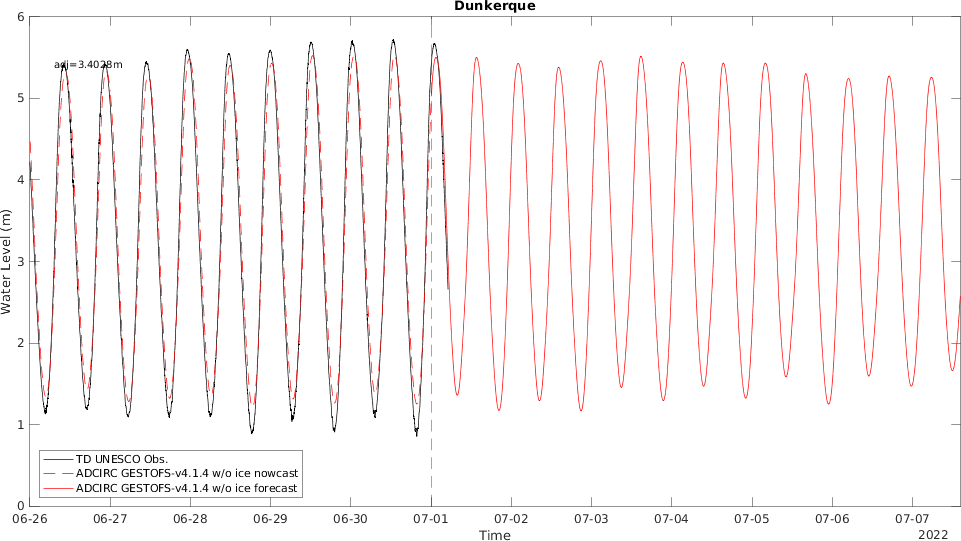 Dunkerque
adj=3.4028m
Water Level (m)
6
5
4
3
2
1
0
TD UNESCO Obs.
ADCIRC GESTOFS-v4.1.4 w/o ice nowcast
ADCIRC GESTOFS-v4.1.4 w/o ice forecast
06-26 06-27 06-28 06-29 06-30 07-01 07-02 07-03 07-04 07-05 07-06 07-07
Time
2022